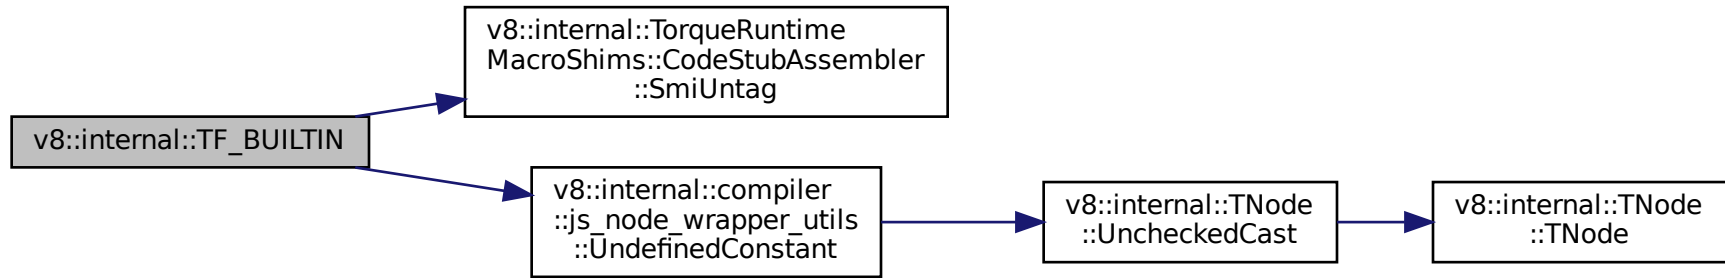 v8::internal::TF_BUILTIN
v8::internal::TorqueRuntime
MacroShims::CodeStubAssembler
::SmiUntag
v8::internal::compiler
::js_node_wrapper_utils
::UndefinedConstant
v8::internal::TNode
::UncheckedCast
v8::internal::TNode
::TNode